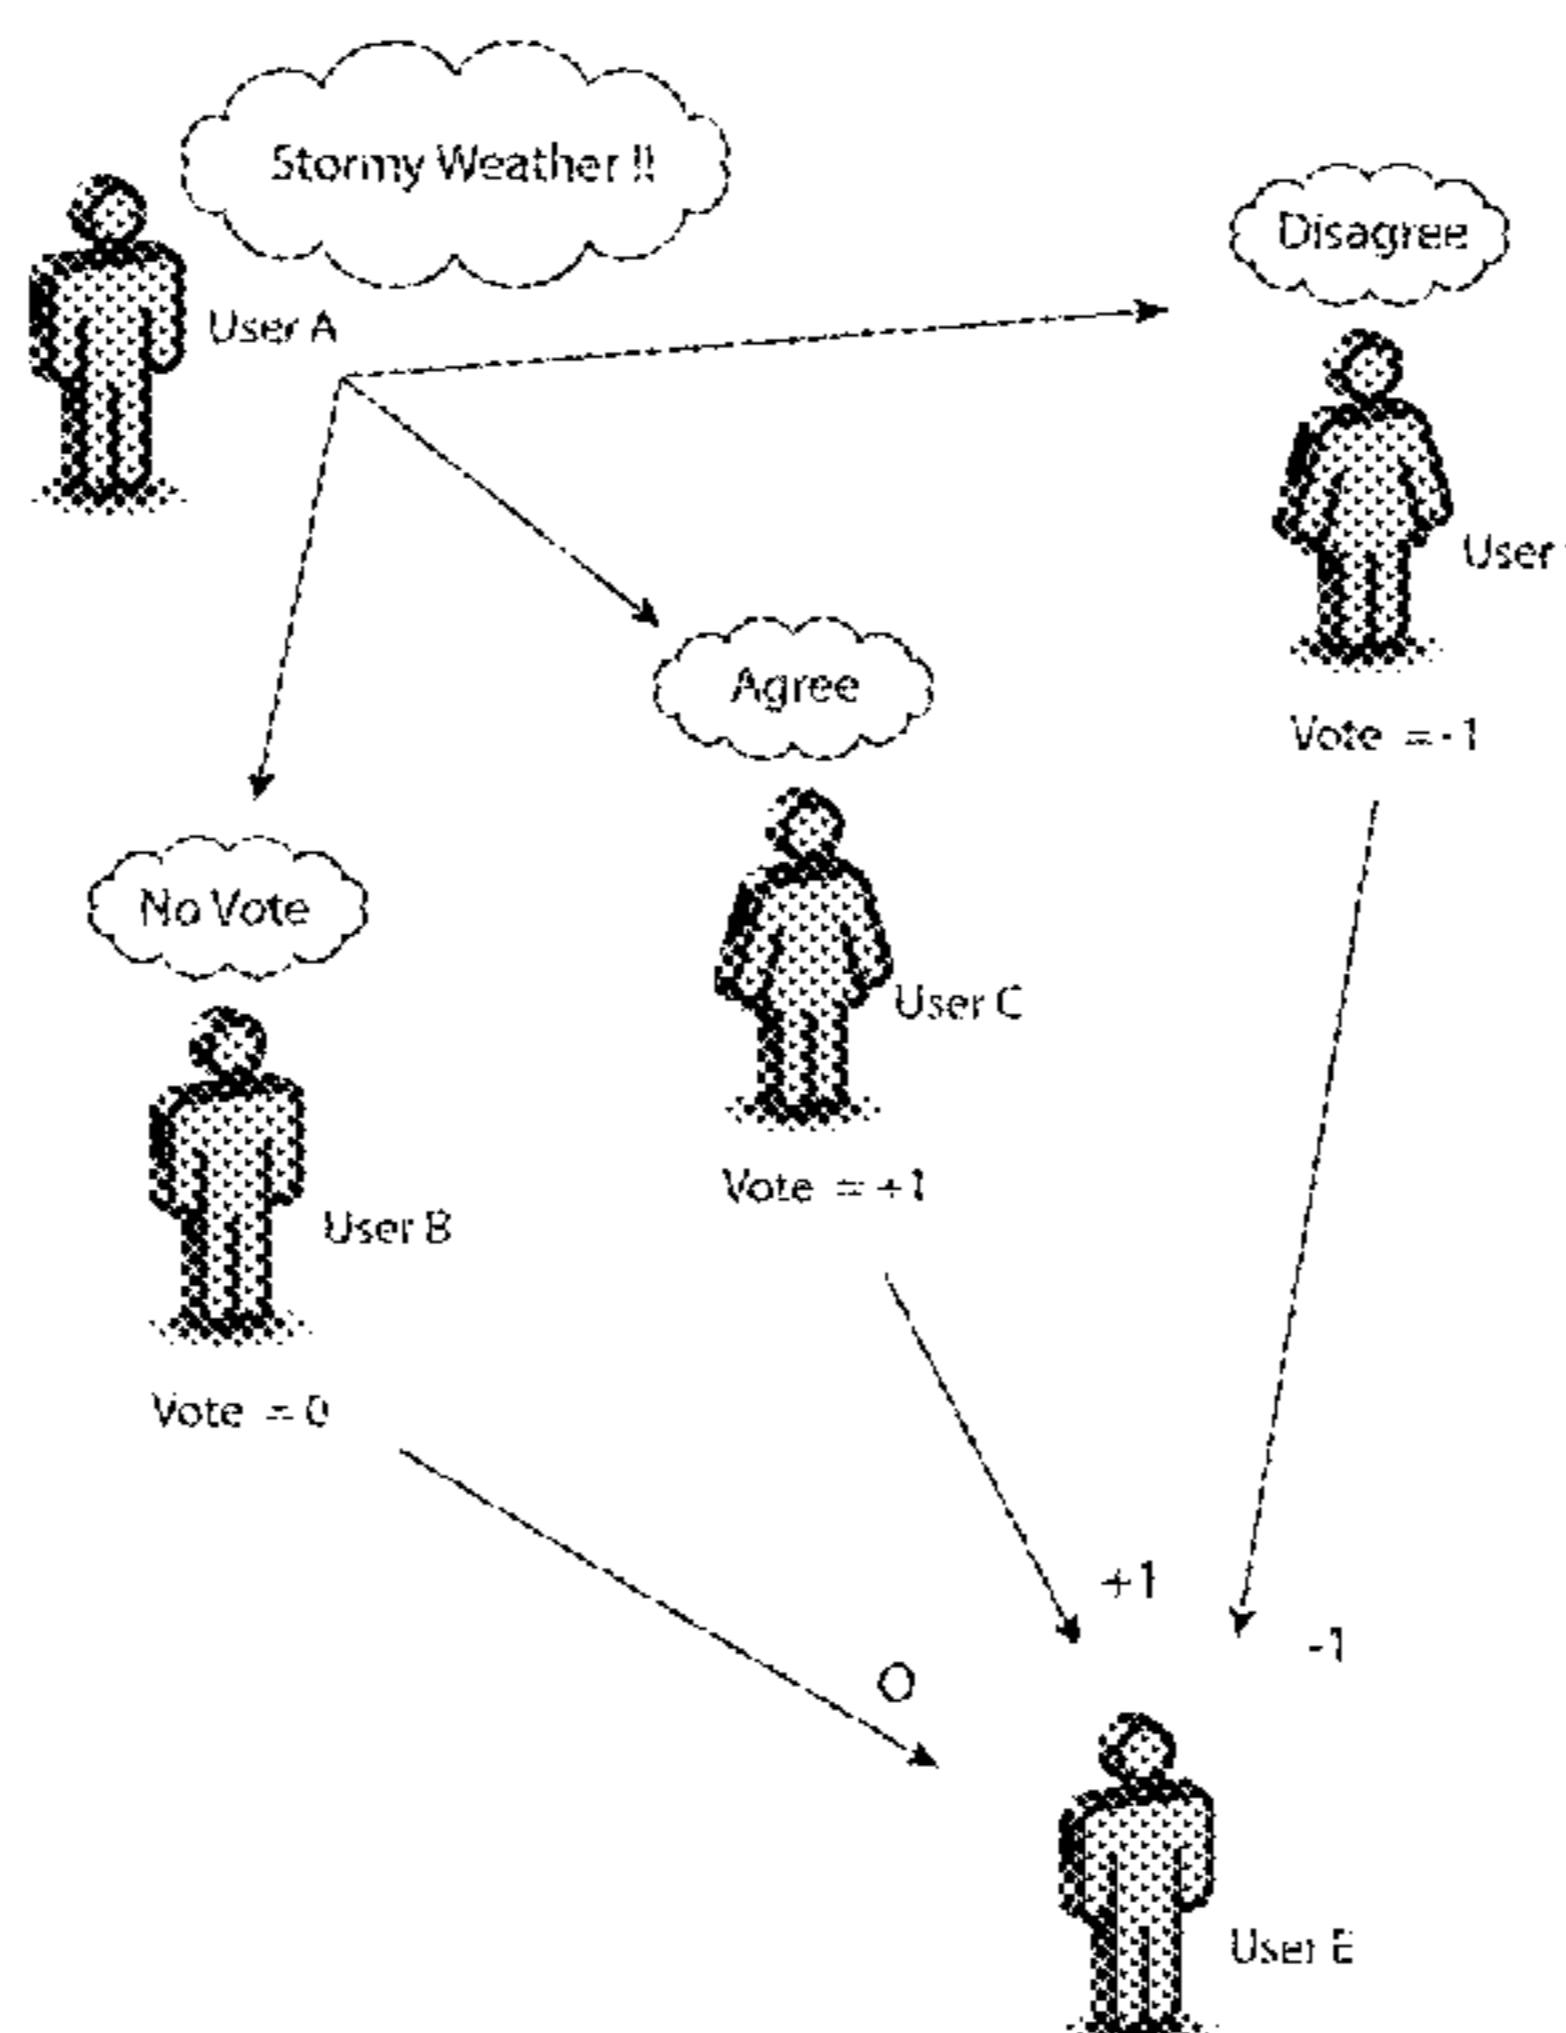 Stormy Weather !!
User A
Disagree
User
Vote = -1
Agree
User C
Vote = +1
No Vote
User B
Vote = 0
+1
-1
O
User E